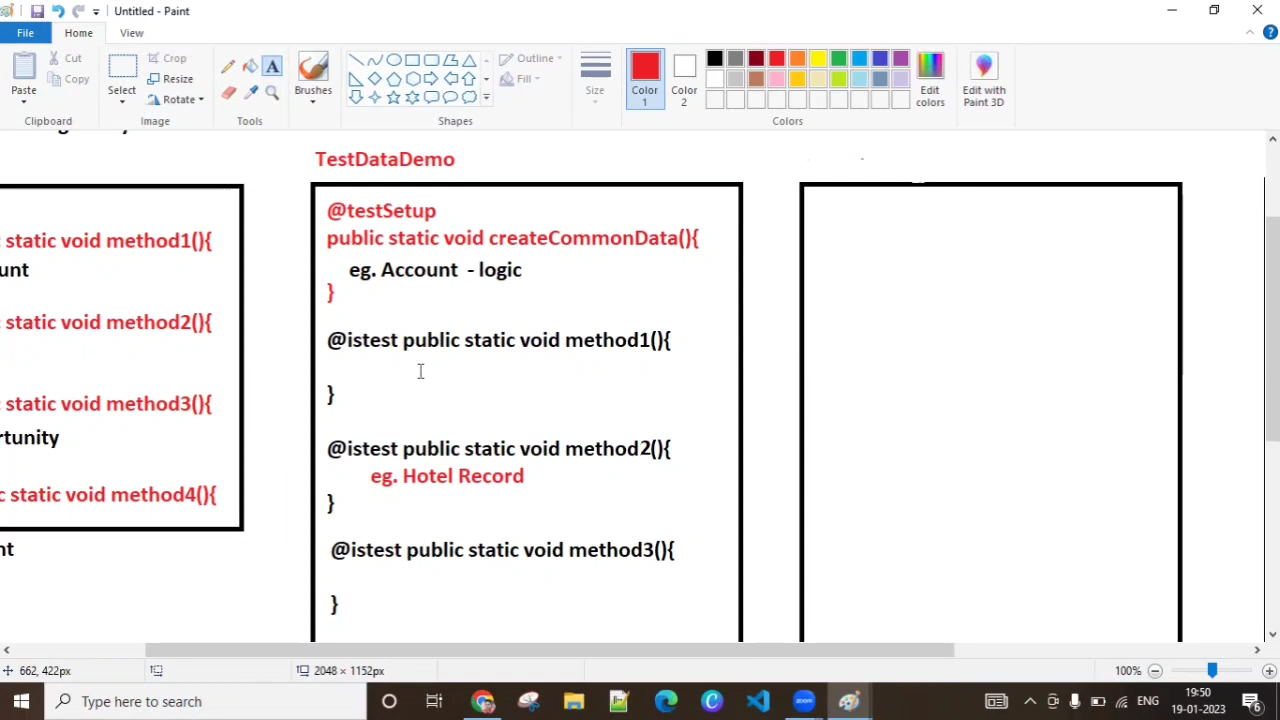 Untitled - Paint
File
Home
View
Paste
Cut
Copy
Clipboard
Select
Crop
Resize
Rotate
Image
Tools
Brushes
Shapes
Outline
Fill
Size
Color 1
Color 2
Edit colors
Colors
Edit with Paint 3D
TestDataDemo
static void method1(){
unt
static void method2(){
static void method3(){
rtunity
c static void method4(){
nt
@testSetup
public static void createCommonData(){
eg. Account - logic
}
@istest public static void method1(){
}
@istest public static void method2(){
eg. Hotel Record
}
@istest public static void method3(){
}
662, 422px
2048 × 1152px
100%
Type here to search
ENG
19:50
19-01-2023
6